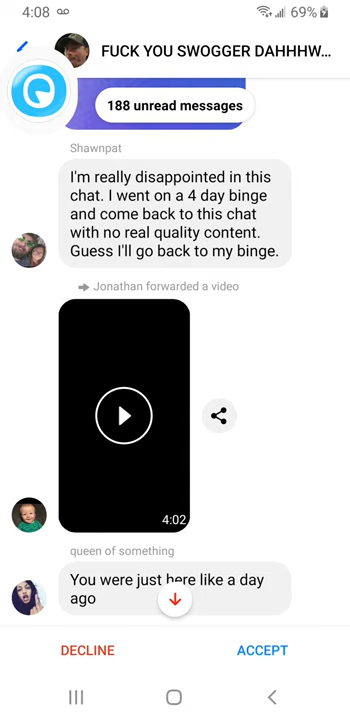 4:08
69%
FUCK YOU SWOGGER DAHHHW...
188 unread messages
Shawnpat
I'm really disappointed in this
chat. I went on a 4 day binge
and come back to this chat
with no real quality content.
Guess I'll go back to my binge.
Jonathan forwarded a video
4:02
queen of something
You were just here like a day
ago
DECLINE
ACCEPT